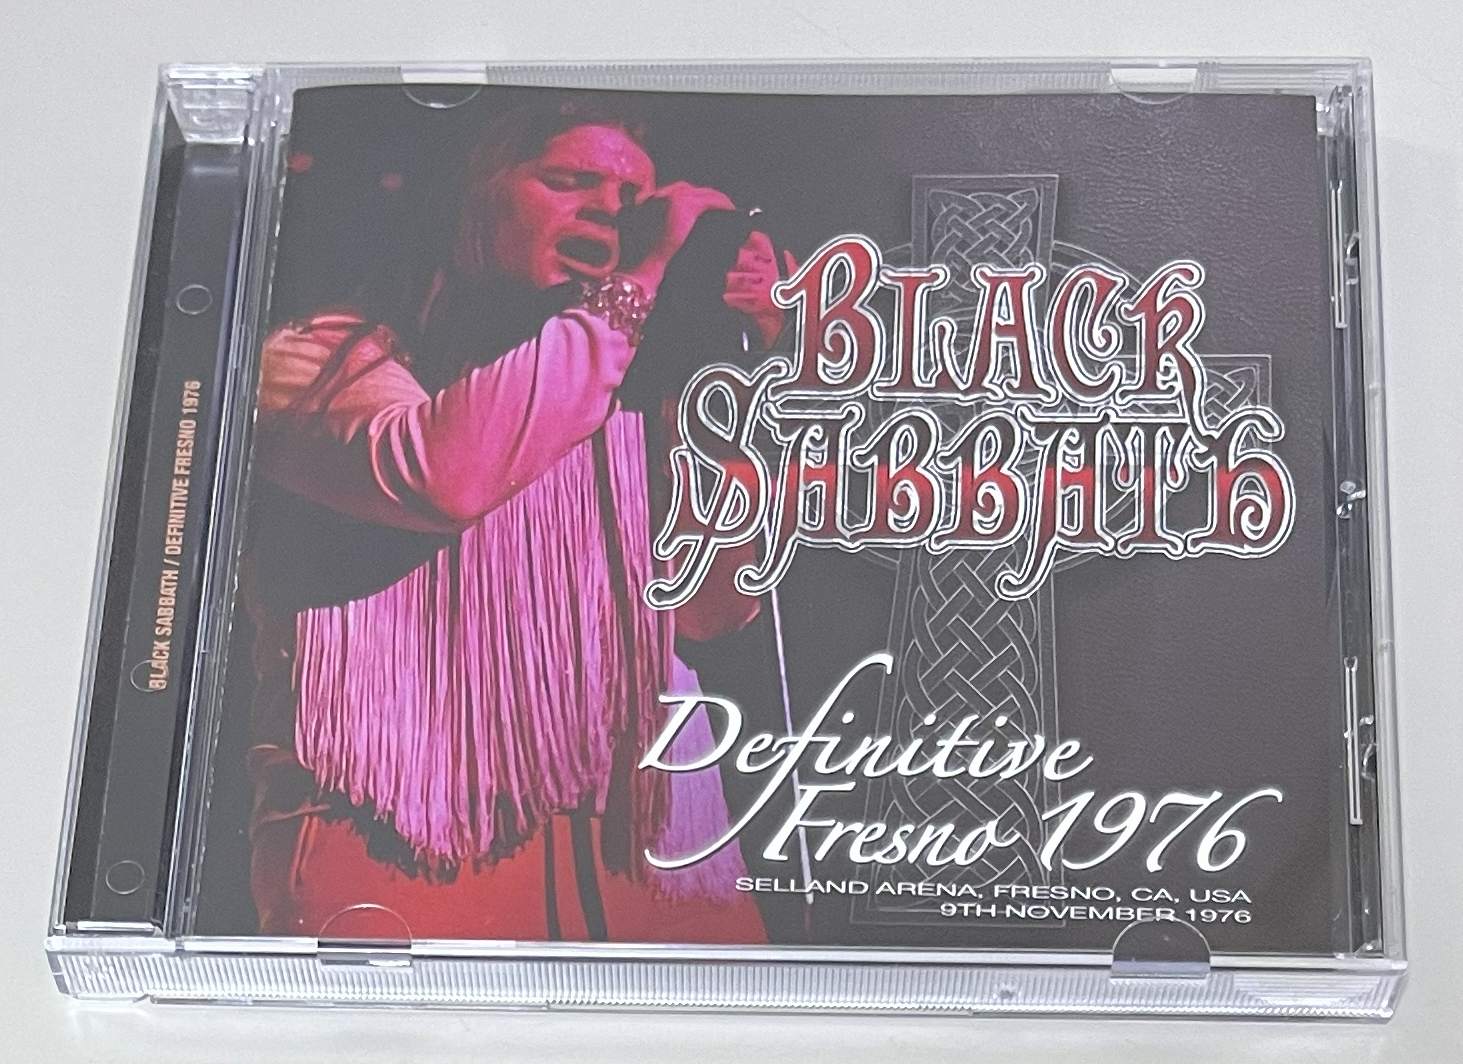 BLACK SABBATH / DEFINITIVE FRESNO 1976
BLACK
SABBATH
Definitive
Fresno 1976
SELLAND ARENA, FRESNO, CA, USA
9TH NOVEMBER 1976